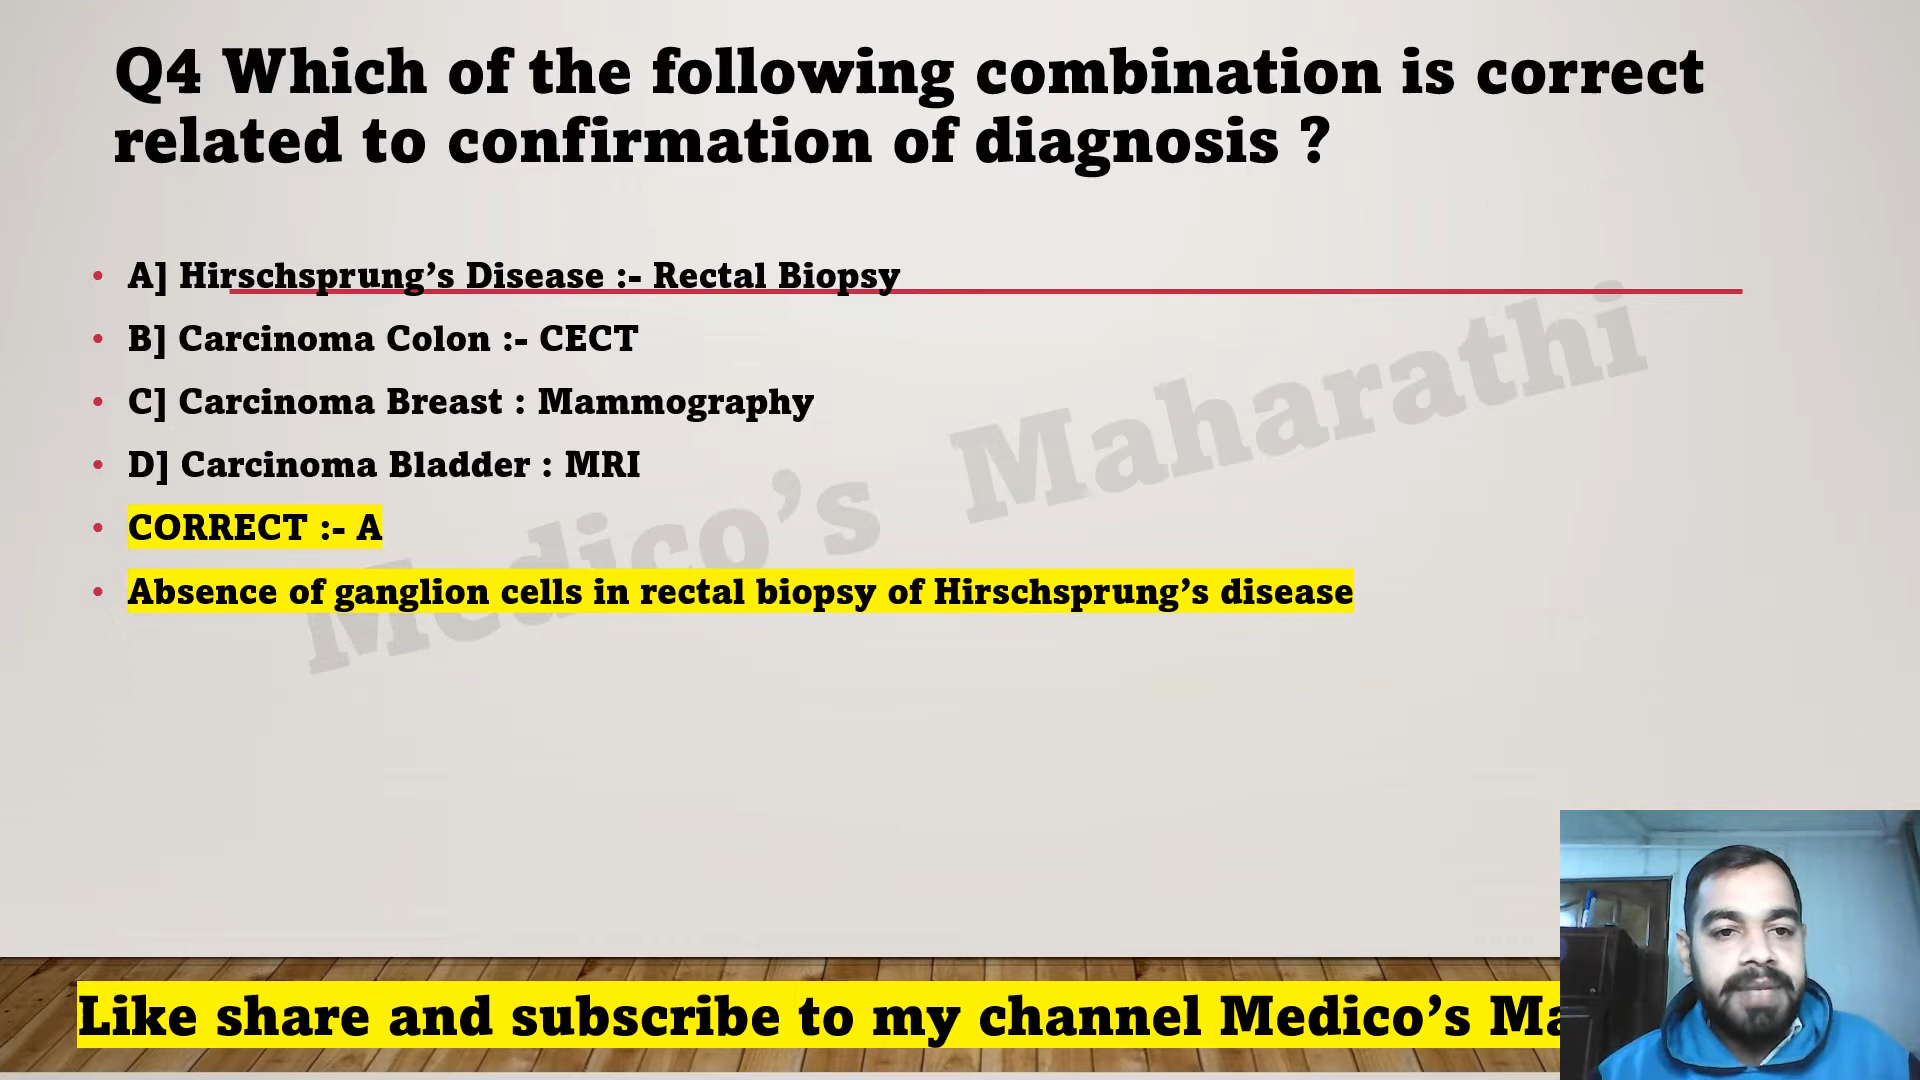 Q4 Which of the following combination is correct
related to confirmation of diagnosis ?
A] Hirschsprung’s Disease :- Rectal Biopsy
B] Carcinoma Colon :- CECT
C] Carcinoma Breast : Mammography
D] Carcinoma Bladder : MRI
CORRECT :- A
Absence of ganglion cells in rectal biopsy of Hirschsprung’s disease
Medico’s Maharathi
Like share and subscribe to my channel Medico’s Ma